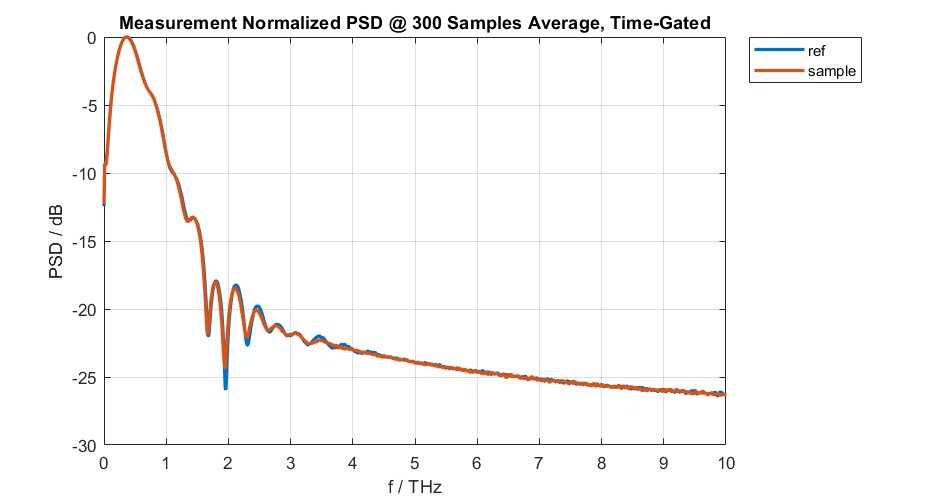 Measurement Normalized PSD @ 300 Samples Average, Time-Gated
ref
sample
0
-5
-10
-15
-20
-25
-30
PSD / dB
0 1 2 3 4 5 6 7 8 9 10
f / THz